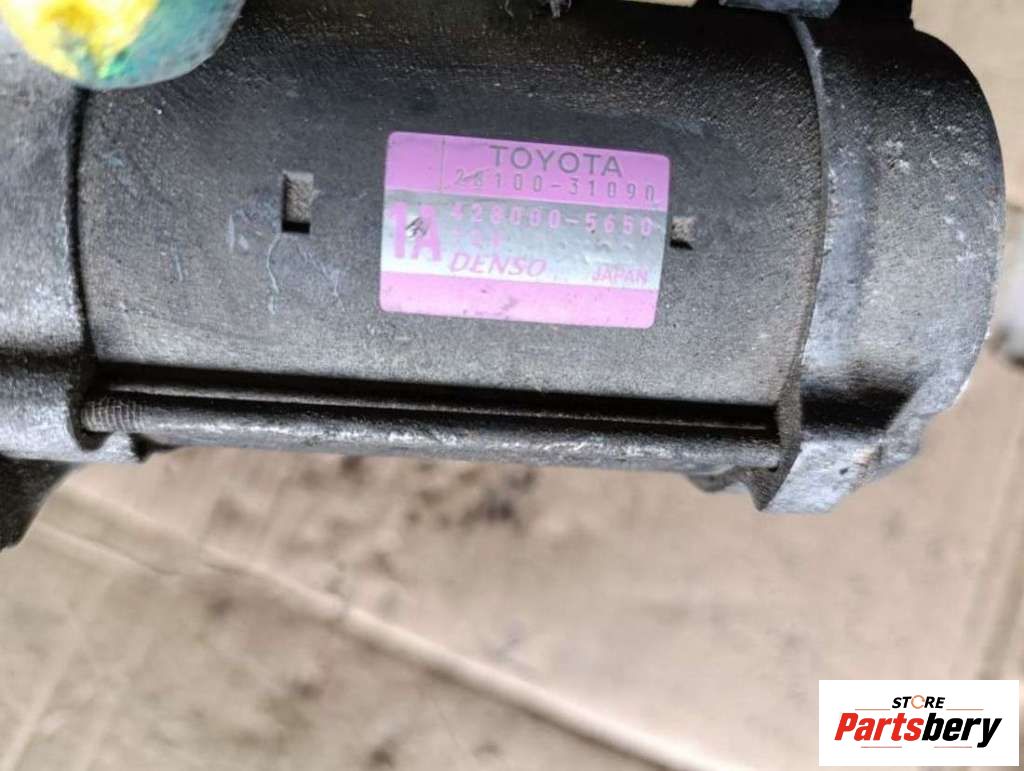 TOYOTA
28100-31090
1A 428000-5650
DENSO JAPAN
STORE
Partsbery